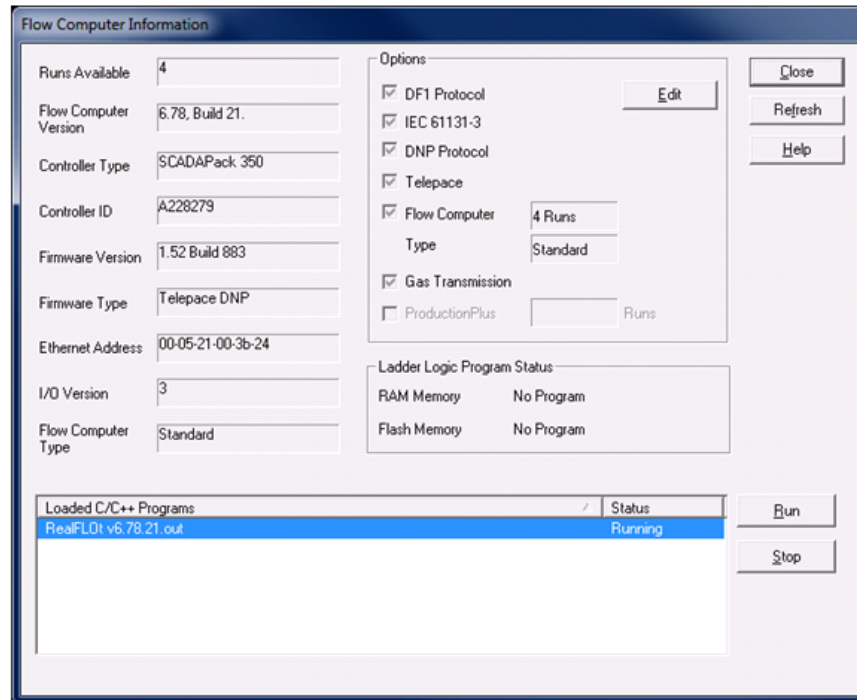 Flow Computer Information
Runs Available 4
Flow Computer Version 6.78, Build 21.
Controller Type SCADAPack 350
Controller ID A228279
Firmware Version 1.52 Build 883
Firmware Type Telepace DNP
Ethernet Address 00-05-21-00-3b-24
I/O Version 3
Flow Computer Type Standard
Options
DF1 Protocol
IEC 61131-3
DNP Protocol
Telepace
Flow Computer 4 Runs
Type Standard
Gas Transmission
ProductionPlus Runs
Edit
Close
Refresh
Help
Ladder Logic Program Status
RAM Memory No Program
Flash Memory No Program
Loaded C/C++ Programs Status
RealFLOt v6.78.21.out Running
Run
Stop